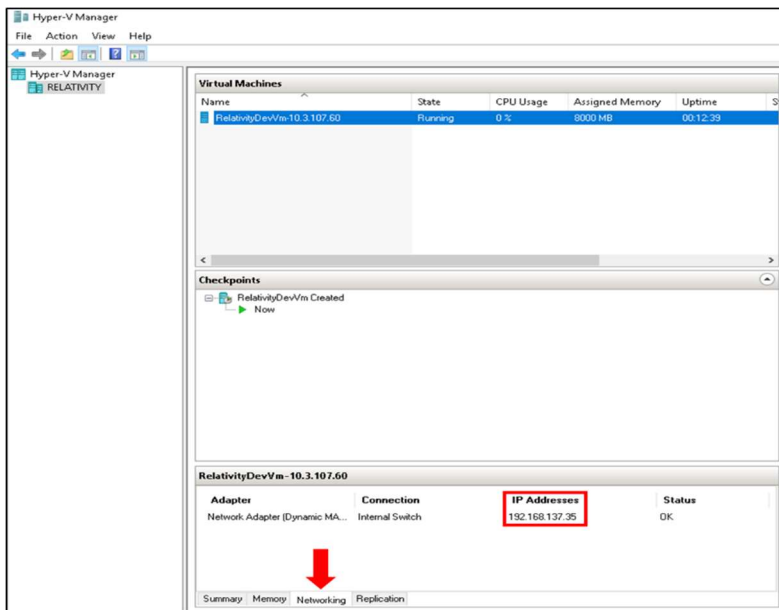 Hyper-V Manager
File Action View Help
Hyper-V Manager
RELATIVITY
Virtual Machines
Name State CPU Usage Assigned Memory Uptime S
RelativityDevVm-10.3.107.60 Running 0 % 8000 MB 00:12:39
Checkpoints
RelativityDevVm Created
Now
RelativityDevVm-10.3.107.60
Adapter Connection IP Addresses Status
Network Adapter (Dynamic MA... Internal Switch 192.168.137.35 OK
Summary Memory Networking Replication